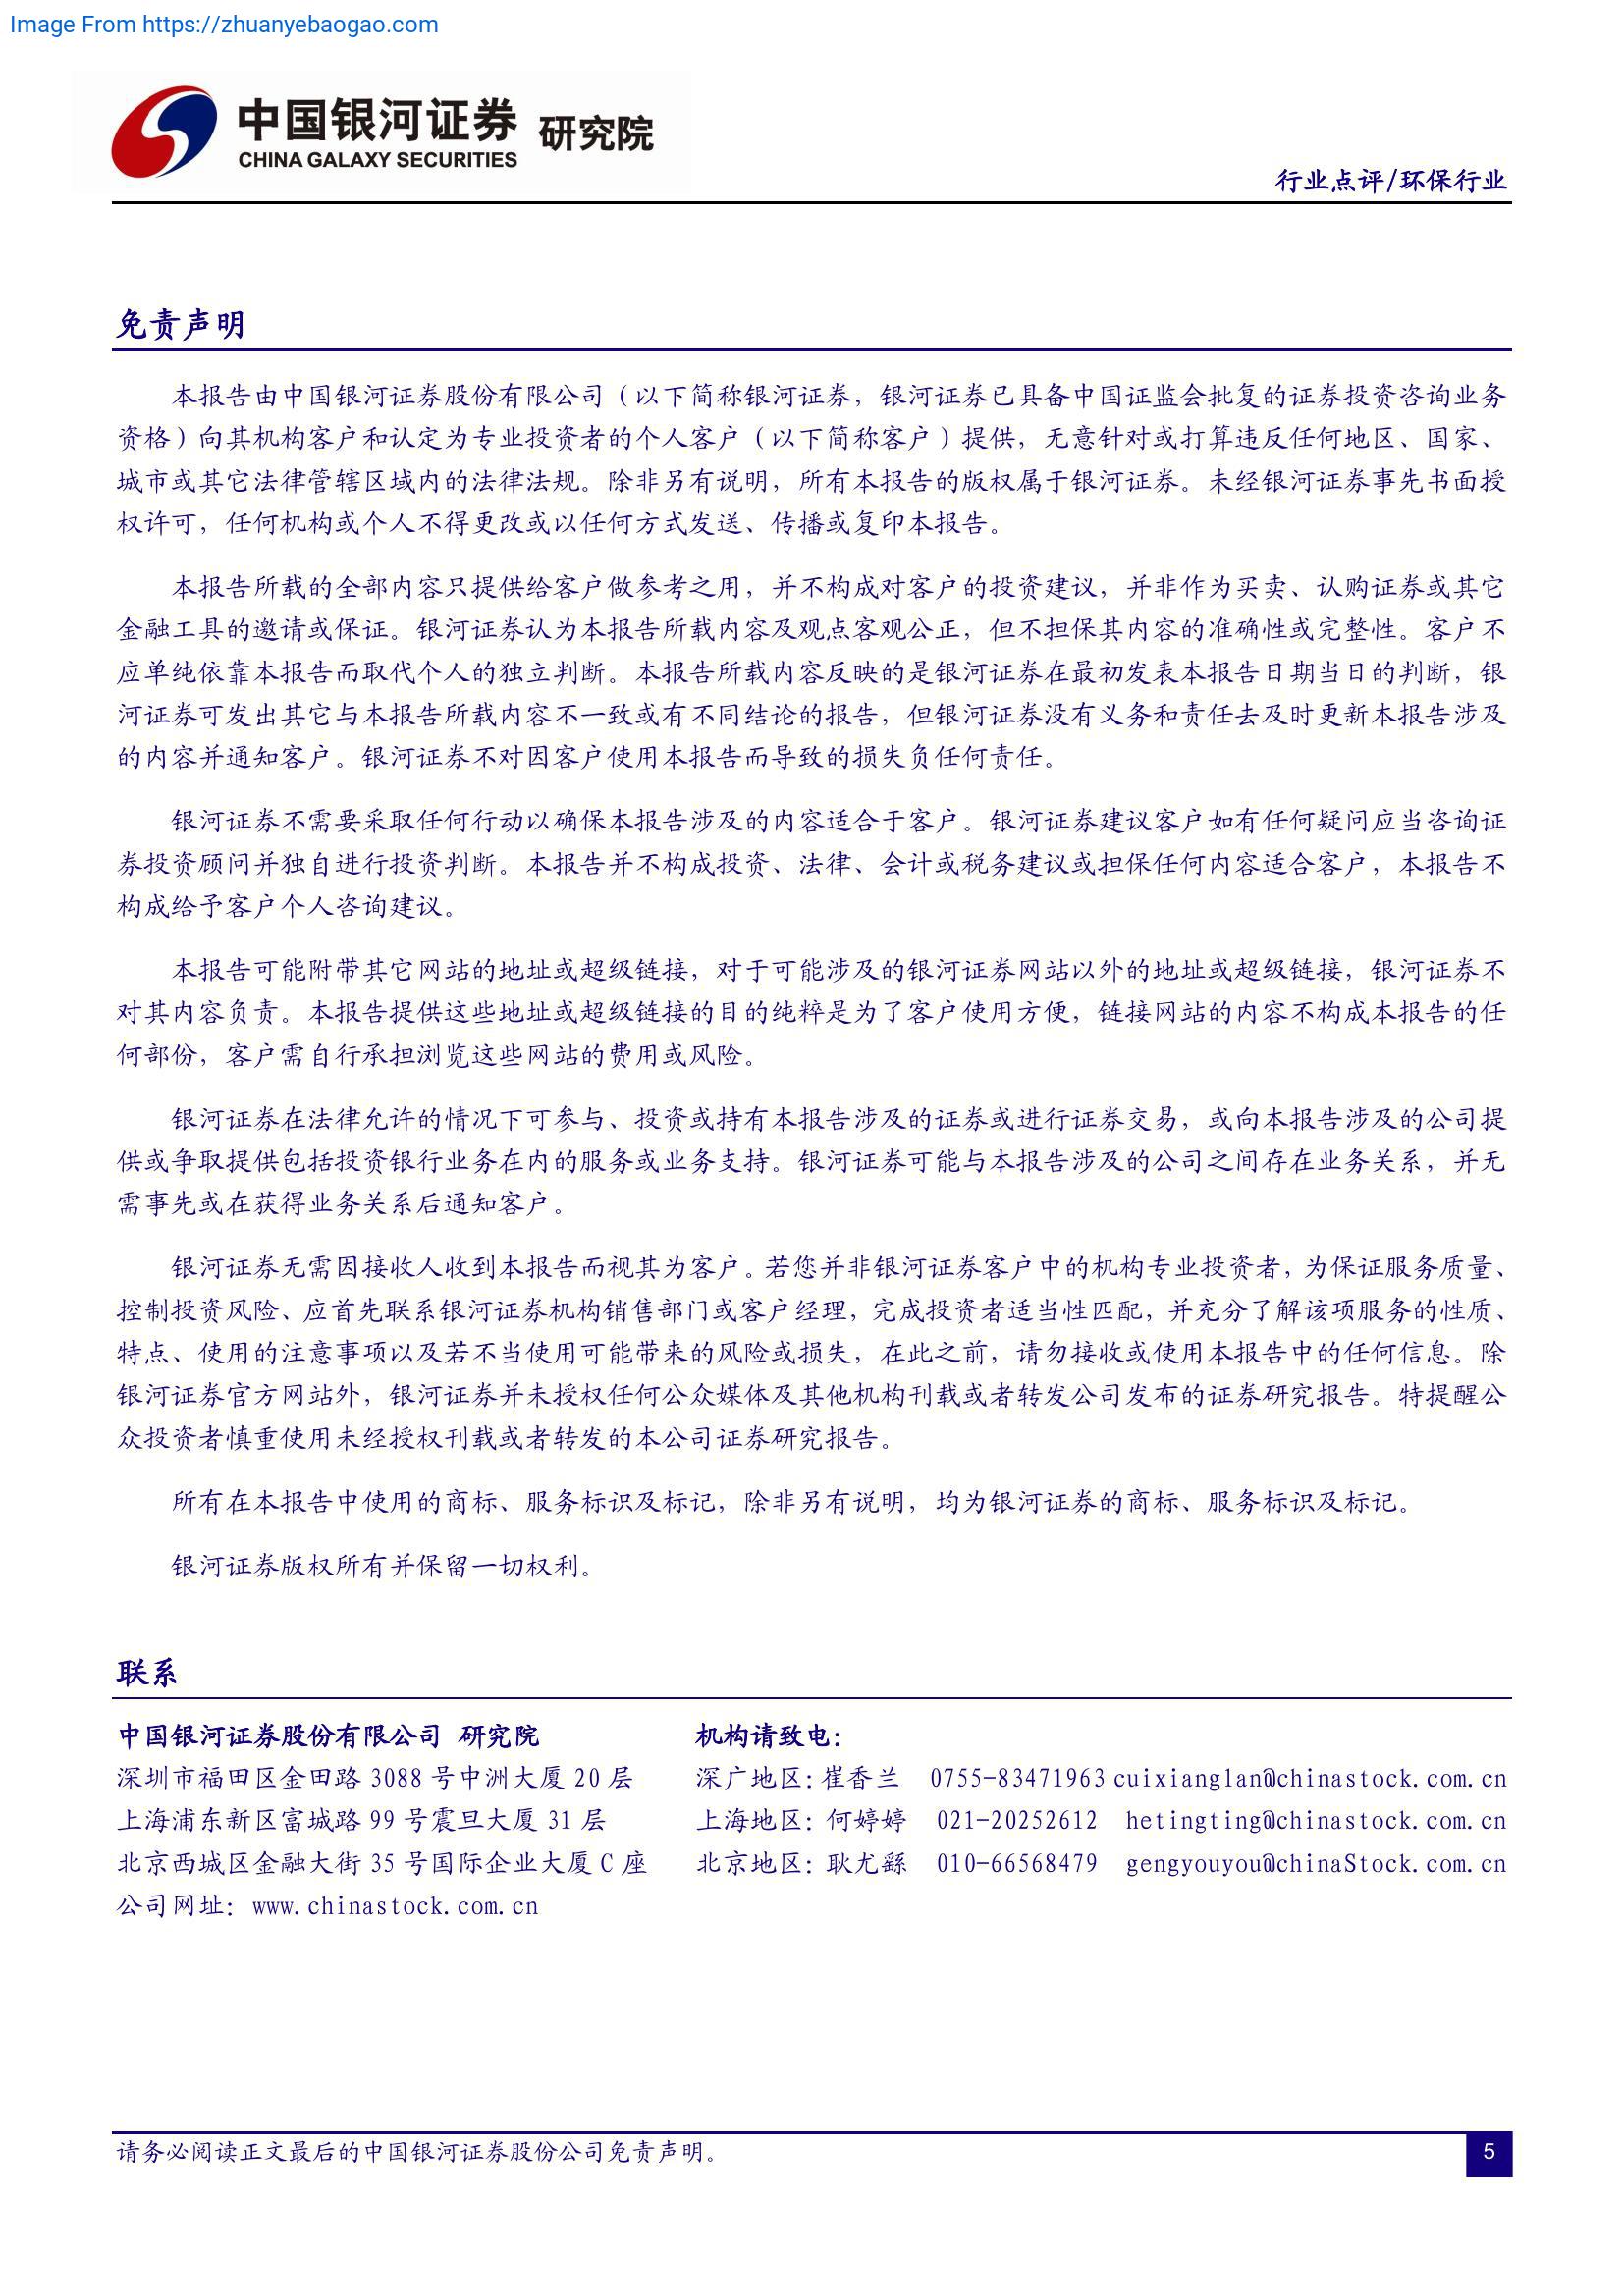 Image From https://zhuanyebaogao.com
中国银河证券 研究院
CHINA GALAXY SECURITIES
行业点评/环保行业
免责声明
本报告由中国银河证券股份有限公司（以下简称银河证券，银河证券已具备中国证监会批复的证券投资咨询业务
资格）向其机构客户和认定为专业投资者的个人客户（以下简称客户）提供，无意针对或打算违反任何地区、国家、
城市或其它法律管辖区域内的法律法规。除非另有说明，所有本报告的版权属于银河证券。未经银河证券事先书面授
权许可，任何机构或个人不得更改或以任何方式发送、传播或复印本报告。
本报告所载的全部内容只提供给客户做参考之用，并不构成对客户的投资建议，并非作为买卖、认购证券或其它
金融工具的邀请或保证。银河证券认为本报告所载内容及观点客观公正，但不担保其内容的准确性或完整性。客户不
应单纯依靠本报告而取代个人的独立判断。本报告所载内容反映的是银河证券在最初发表本报告日期当日的判断，银
河证券可发出其它与本报告所载内容不一致或有不同结论的报告，但银河证券没有义务和责任去及时更新本报告涉及
的内容并通知客户。银河证券不对因客户使用本报告而导致的损失负任何责任。
银河证券不需要采取任何行动以确保本报告涉及的内容适合于客户。银河证券建议客户如有任何疑问应当咨询证
券投资顾问并独自进行投资判断。本报告并不构成投资、法律、会计或税务建议或担保任何内容适合客户，本报告不
构成给予客户个人咨询建议。
本报告可能附带其它网站的地址或超级链接，对于可能涉及的银河证券网站以外的地址或超级链接，银河证券不
对其内容负责。本报告提供这些地址或超级链接的目的纯粹是为了客户使用方便，链接网站的内容不构成本报告的任
何部份，客户需自行承担浏览这些网站的费用或风险。
银河证券在法律允许的情况下可参与、投资或持有本报告涉及的证券或进行证券交易，或向本报告涉及的公司提
供或争取提供包括投资银行业务在内的服务或业务支持。银河证券可能与本报告涉及的公司之间存在业务关系，并无
需事先或在获得业务关系后通知客户。
银河证券无需因接收人收到本报告而视其为客户。若您并非银河证券客户中的机构专业投资者，为保证服务质量、
控制投资风险、应首先联系银河证券机构销售部门或客户经理，完成投资者适当性匹配，并充分了解该项服务的性质、
特点、使用的注意事项以及若不当使用可能带来的风险或损失，在此之前，请勿接收或使用本报告中的任何信息。除
银河证券官方网站外，银河证券并未授权任何公众媒体及其他机构刊载或者转发公司发布的证券研究报告。特提醒公
众投资者慎重使用未经授权刊载或者转发的本公司证券研究报告。
所有在本报告中使用的商标、服务标识及标记，除非另有说明，均为银河证券的商标、服务标识及标记。
银河证券版权所有并保留一切权利。
联系
中国银河证券股份有限公司 研究院
深圳市福田区金田路 3088 号中洲大厦 20 层
上海浦东新区富城路 99 号震旦大厦 31 层
北京西城区金融大街 35 号国际企业大厦 C 座
公司网址：www.chinastock.com.cn
机构请致电：
深广地区：崔香兰 0755-83471963 cuixianglan@chinastock.com.cn
上海地区：何婷婷 021-20252612 hetingting@chinastock.com.cn
北京地区：耿尤繇 010-66568479 gengyouyou@chinaStock.com.cn
请务必阅读正文最后的中国银河证券股份公司免责声明。
5